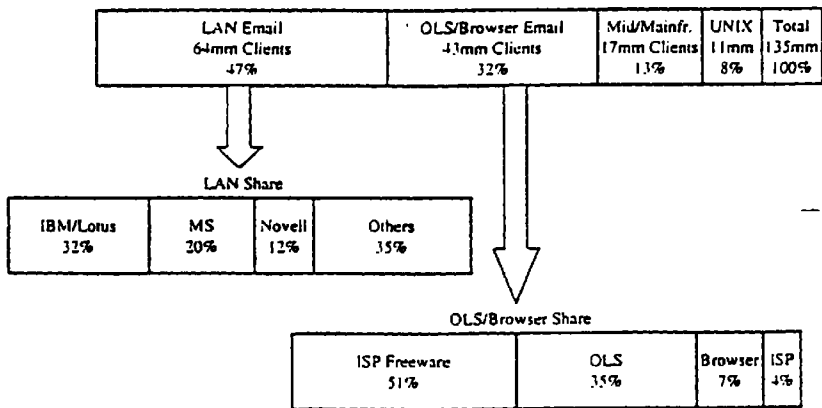 LAN Email
64mm Clients
47%
OLS/Browser Email
43mm Clients
32%
Mid/Mainfr.
17mm Clients
13%
UNIX
11mm
8%
Total
135mm
100%
LAN Share
IBM/Lotus
32%
MS
20%
Novell
12%
Others
35%
OLS/Browser Share
ISP Freeware
51%
OLS
35%
Browser
7%
ISP
4%